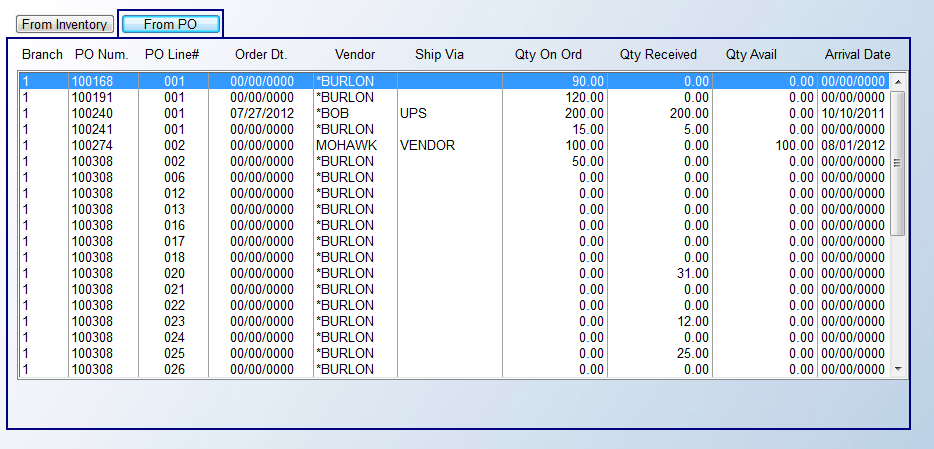 From Inventory From PO
Branch PO Num. PO Line# Order Dt. Vendor Ship Via Qty On Ord Qty Received Qty Avail Arrival Date
1 100168 001 00/00/0000 *BURLON 90.00 0.00 0.00 00/00/0000
1 100191 001 00/00/0000 *BURLON 120.00 0.00 0.00 00/00/0000
1 100240 001 07/27/2012 *BOB UPS 200.00 200.00 0.00 10/10/2011
1 100241 001 00/00/0000 *BURLON 15.00 5.00 0.00 00/00/0000
1 100274 002 00/00/0000 MOHAWK VENDOR 100.00 0.00 100.00 08/01/2012
1 100308 002 00/00/0000 *BURLON 50.00 0.00 0.00 00/00/0000
1 100308 006 00/00/0000 *BURLON 0.00 0.00 0.00 00/00/0000
1 100308 012 00/00/0000 *BURLON 0.00 0.00 0.00 00/00/0000
1 100308 013 00/00/0000 *BURLON 0.00 0.00 0.00 00/00/0000
1 100308 016 00/00/0000 *BURLON 0.00 0.00 0.00 00/00/0000
1 100308 017 00/00/0000 *BURLON 0.00 0.00 0.00 00/00/0000
1 100308 018 00/00/0000 *BURLON 0.00 0.00 0.00 00/00/0000
1 100308 020 00/00/0000 *BURLON 0.00 31.00 0.00 00/00/0000
1 100308 021 00/00/0000 *BURLON 0.00 0.00 0.00 00/00/0000
1 100308 022 00/00/0000 *BURLON 0.00 0.00 0.00 00/00/0000
1 100308 023 00/00/0000 *BURLON 0.00 12.00 0.00 00/00/0000
1 100308 024 00/00/0000 *BURLON 0.00 0.00 0.00 00/00/0000
1 100308 025 00/00/0000 *BURLON 0.00 25.00 0.00 00/00/0000
1 100308 026 00/00/0000 *BURLON 0.00 0.00 0.00 00/00/0000